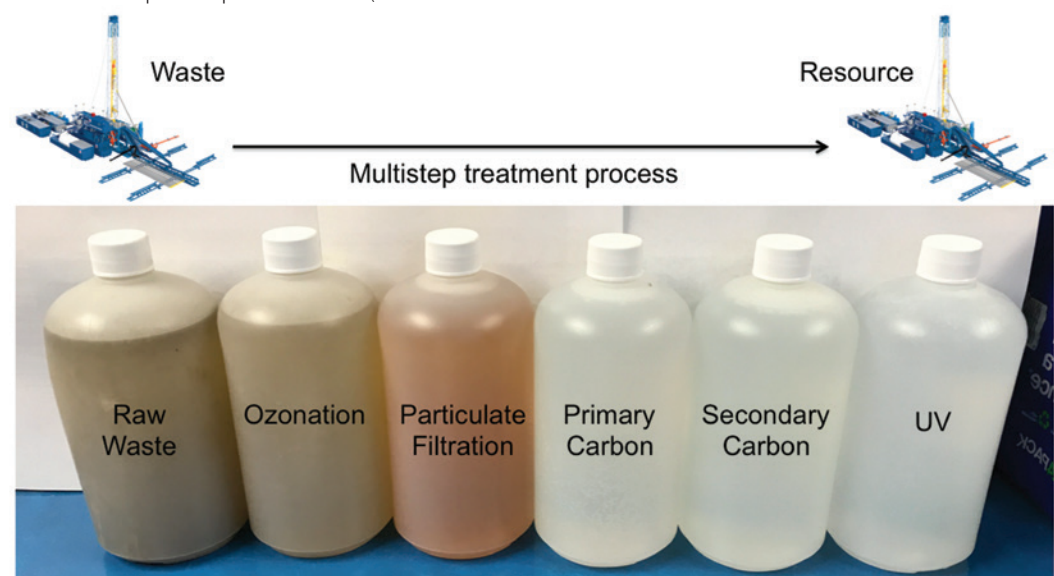 Waste
Resource
Multistep treatment process
Raw
Waste
Ozonation
Particulate
Filtration
Primary
Carbon
Secondary
Carbon
UV